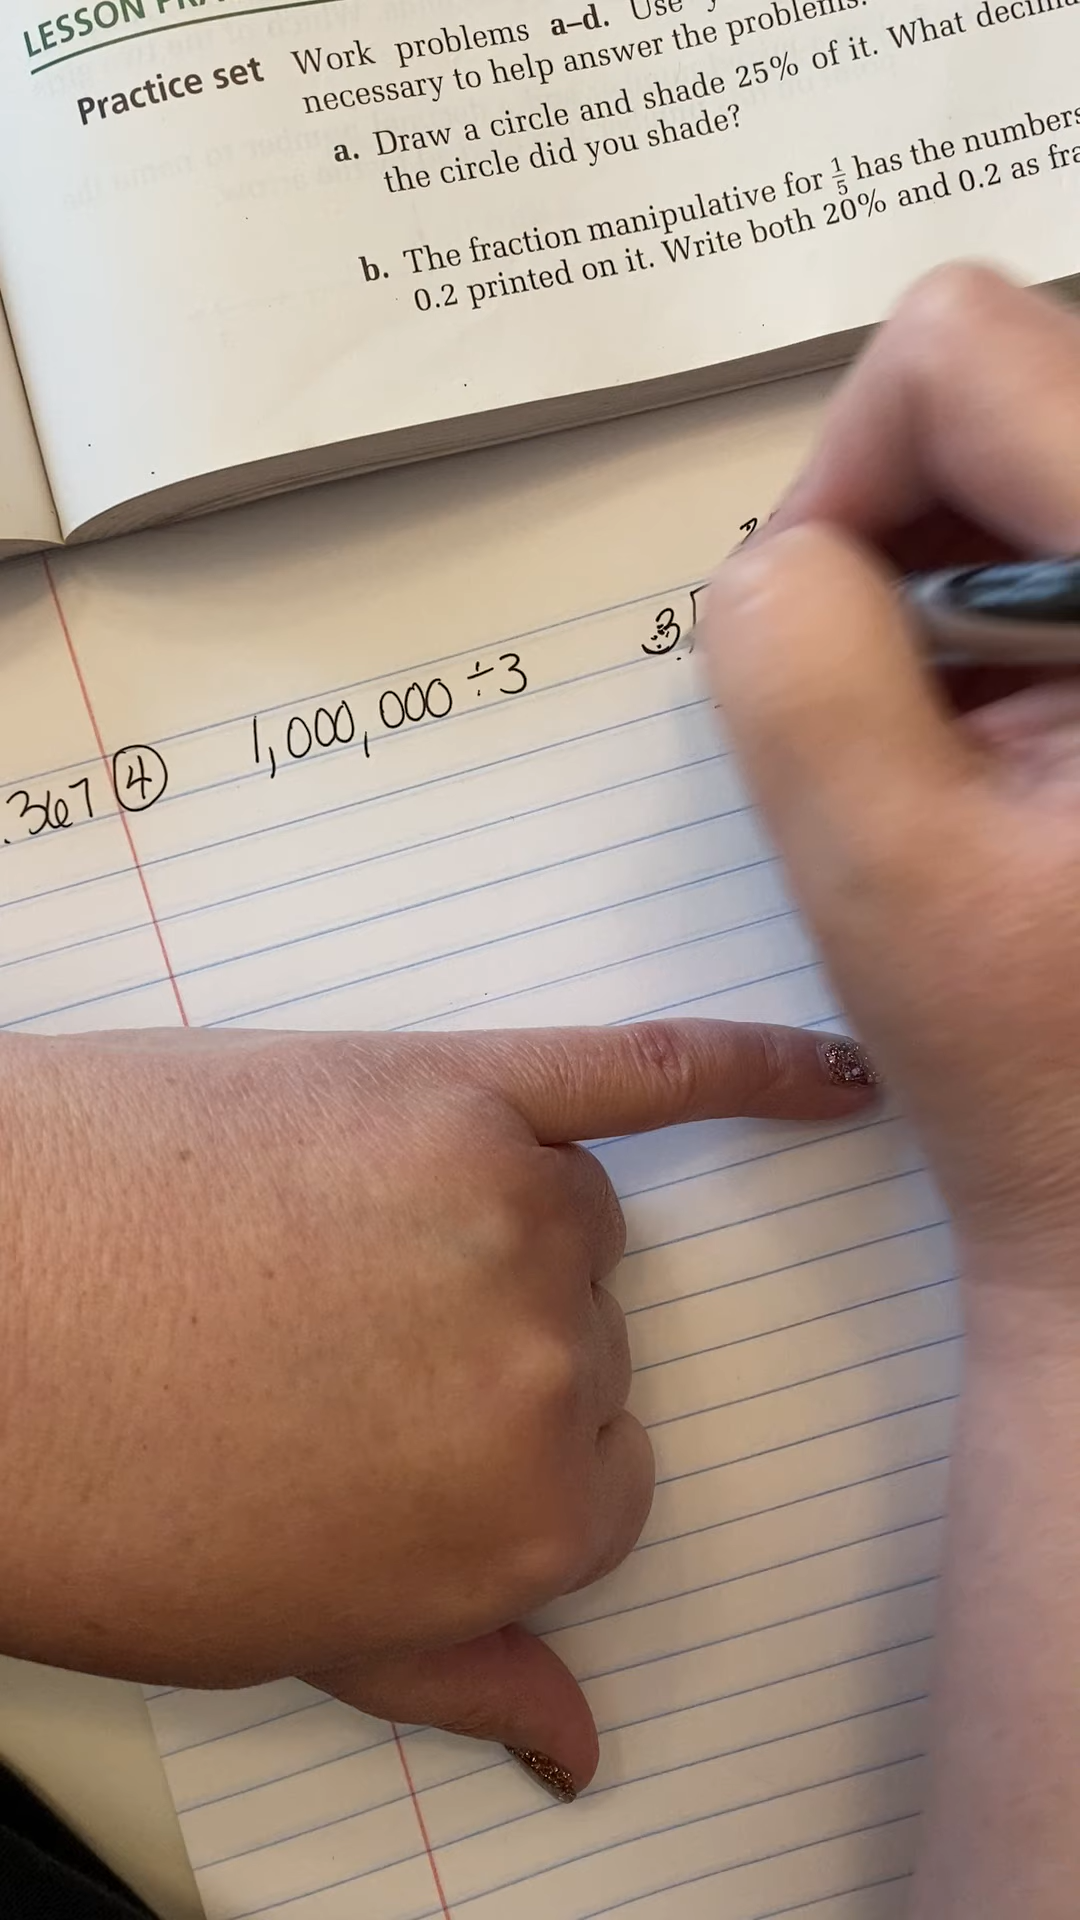 LESSON
Practice set Work problems a–d. Use
necessary to help answer the problems.
a. Draw a circle and shade 25% of it. What
the circle did you shade?
b. The fraction manipulative for 1/5 has the numbers
0.2 printed on it. Write both 20% and 0.2 as
.367 ④ 1,000,000 ÷ 3 3